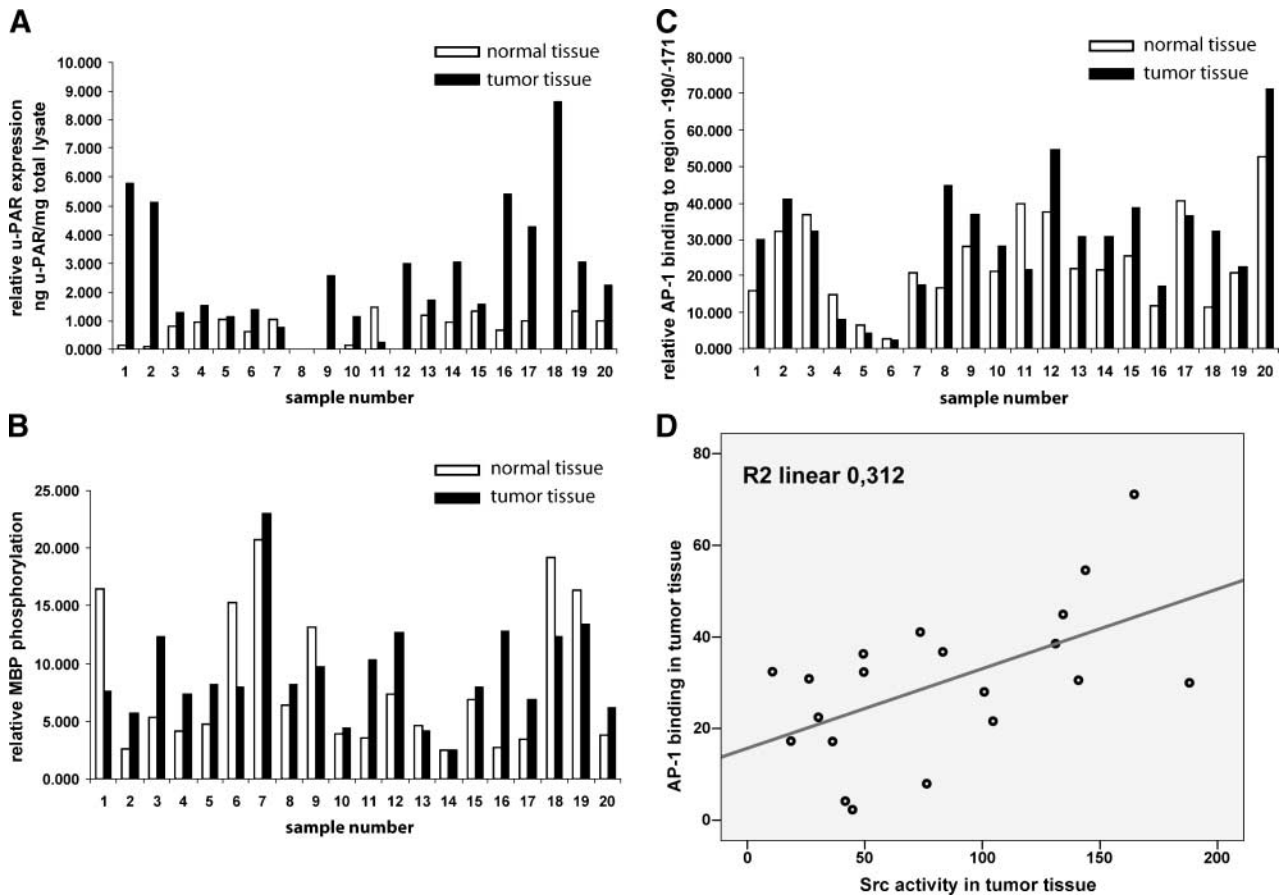 A
normal tissue
tumor tissue
relative u-PAR expression
ng u-PAR/mg total lysate
10.000
9.000
8.000
7.000
6.000
5.000
4.000
3.000
2.000
1.000
0.000
1 2 3 4 5 6 7 8 9 10 11 12 13 14 15 16 17 18 19 20
sample number
C
normal tissue
tumor tissue
relative AP-1 binding to region -190/-171
80.000
70.000
60.000
50.000
40.000
30.000
20.000
10.000
0.000
1 2 3 4 5 6 7 8 9 10 11 12 13 14 15 16 17 18 19 20
sample number
B
normal tissue
tumor tissue
relative MBP phosphorylation
25.000
20.000
15.000
10.000
5.000
0.000
1 2 3 4 5 6 7 8 9 10 11 12 13 14 15 16 17 18 19 20
sample number
D
R2 linear 0,312
AP-1 binding in tumor tissue
80
60
40
20
0
0 50 100 150 200
Src activity in tumor tissue